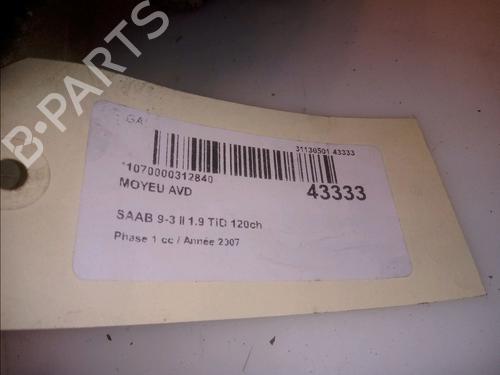 B-PARTS
GA
31130501 43333
*1070000312840
43333
MOYEU AVD
SAAB 9-3 II 1.9 TiD 120ch
Phase 1 cc / Année 2007